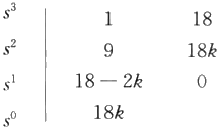 s³ 1 18
s² 9 18k
s¹ 18 − 2k 0
s⁰ 18k